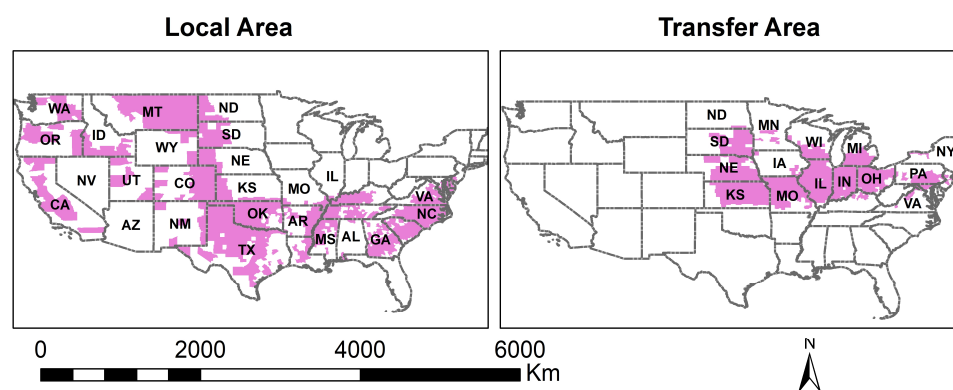 Local Area
Transfer Area
WA
MT
ND
OR
ID
SD
WY
NE
NV
UT
CO
KS
MO
IL
VA
CA
AZ
NM
OK
AR
NC
TX
MS
AL
GA
ND
MN
SD
WI
MI
NY
NE
IA
IL
IN
OH
PA
KS
MO
VA
0
2000
4000
6000
Km
N